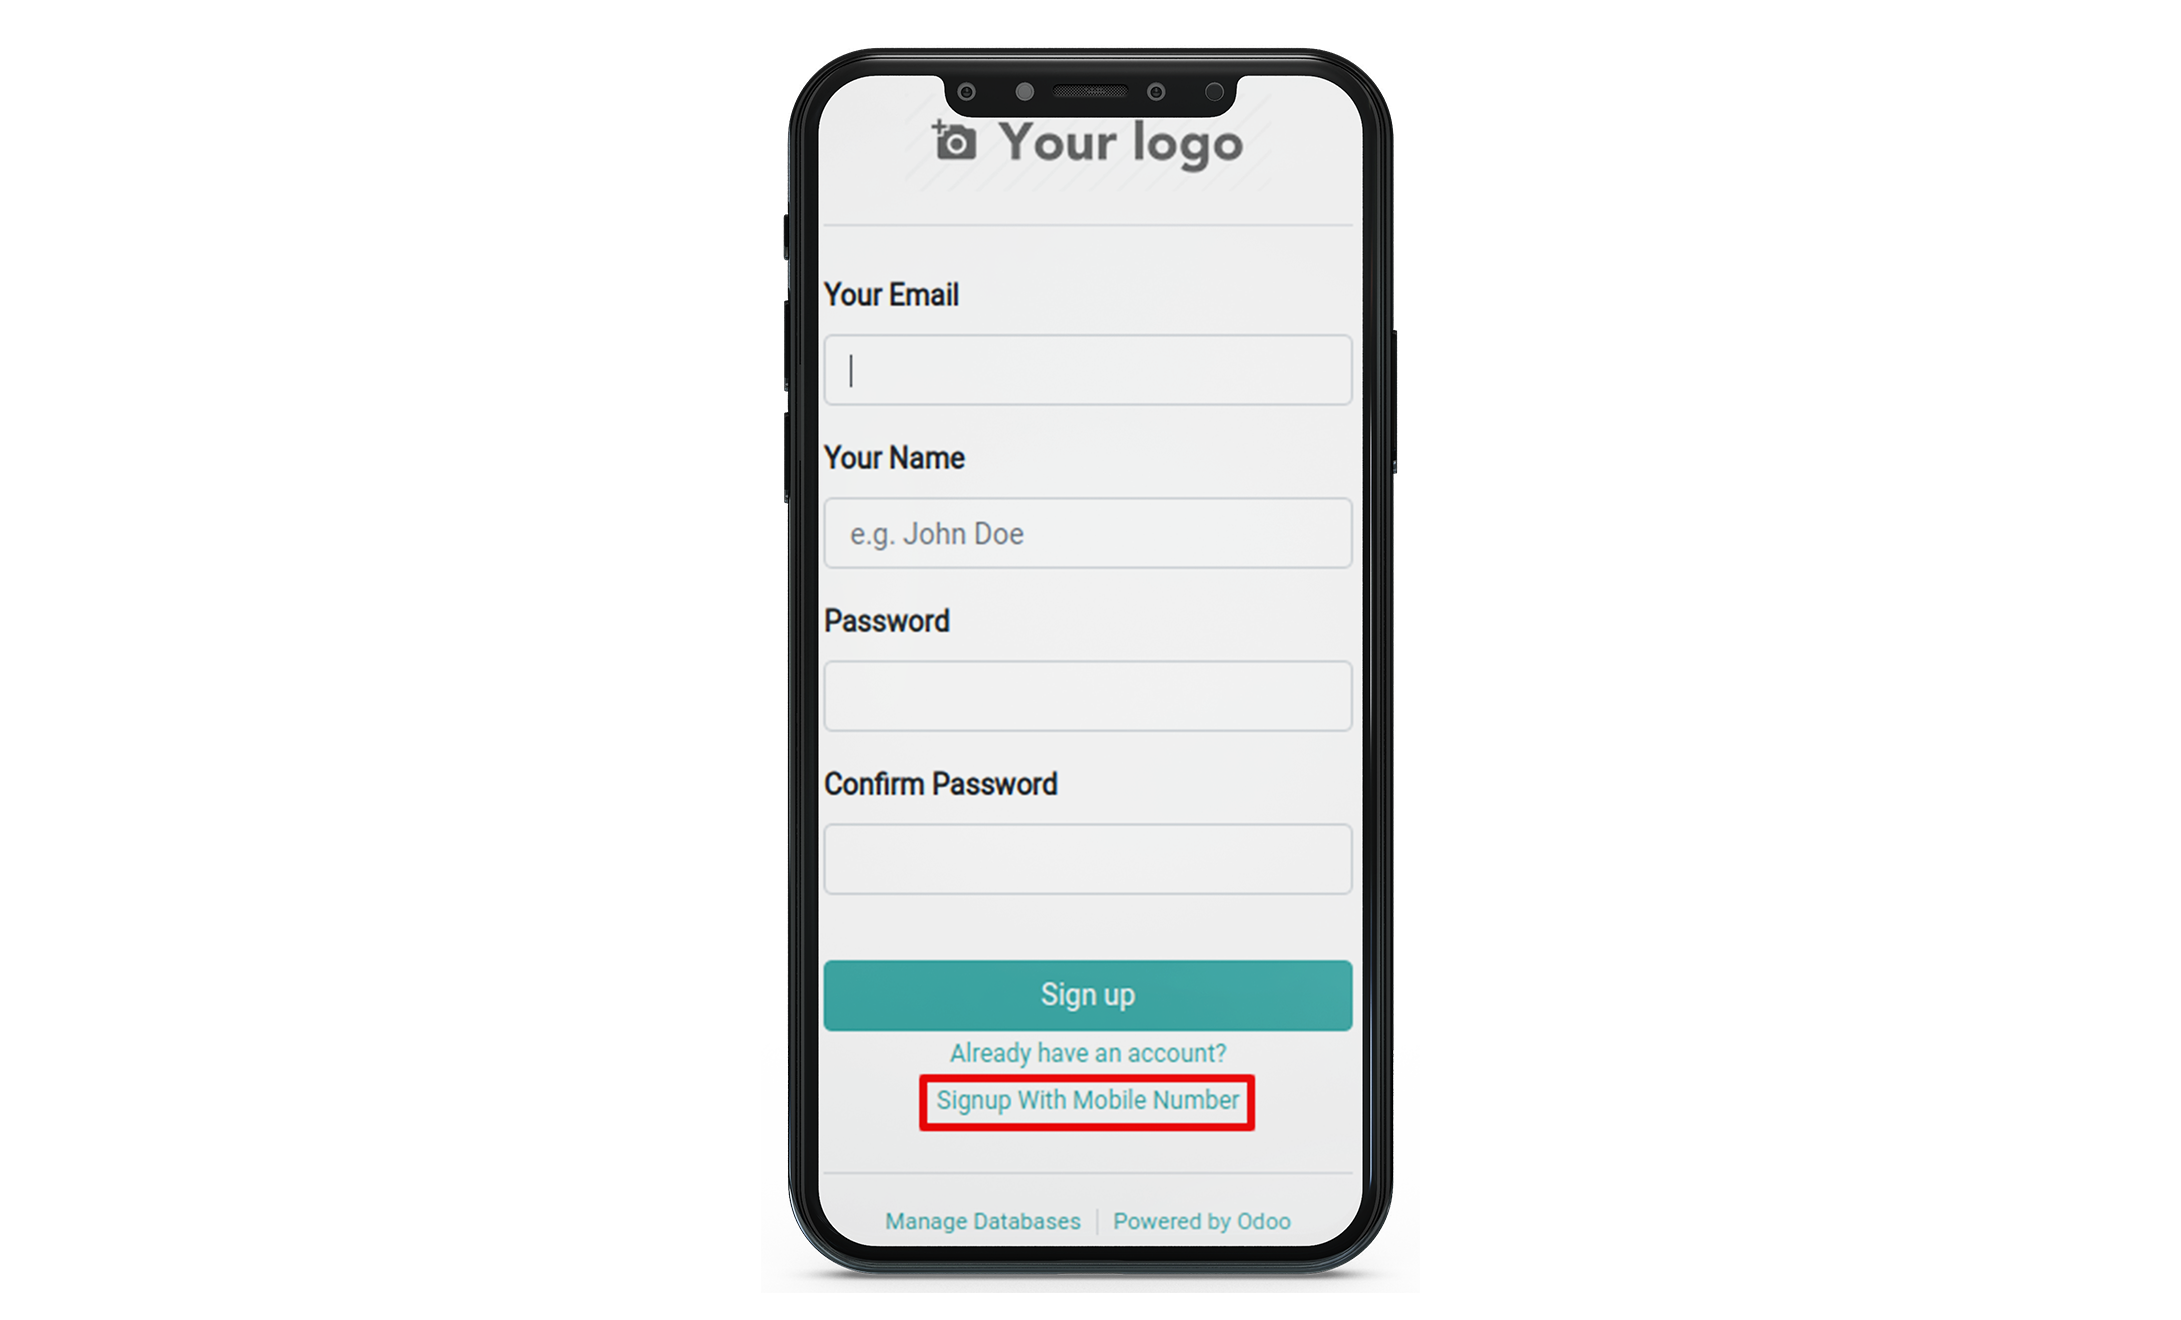 Your logo
Your Email
Your Name
e.g. John Doe
Password
Confirm Password
Sign up
Already have an account?
Signup With Mobile Number
Manage Databases | Powered by Odoo